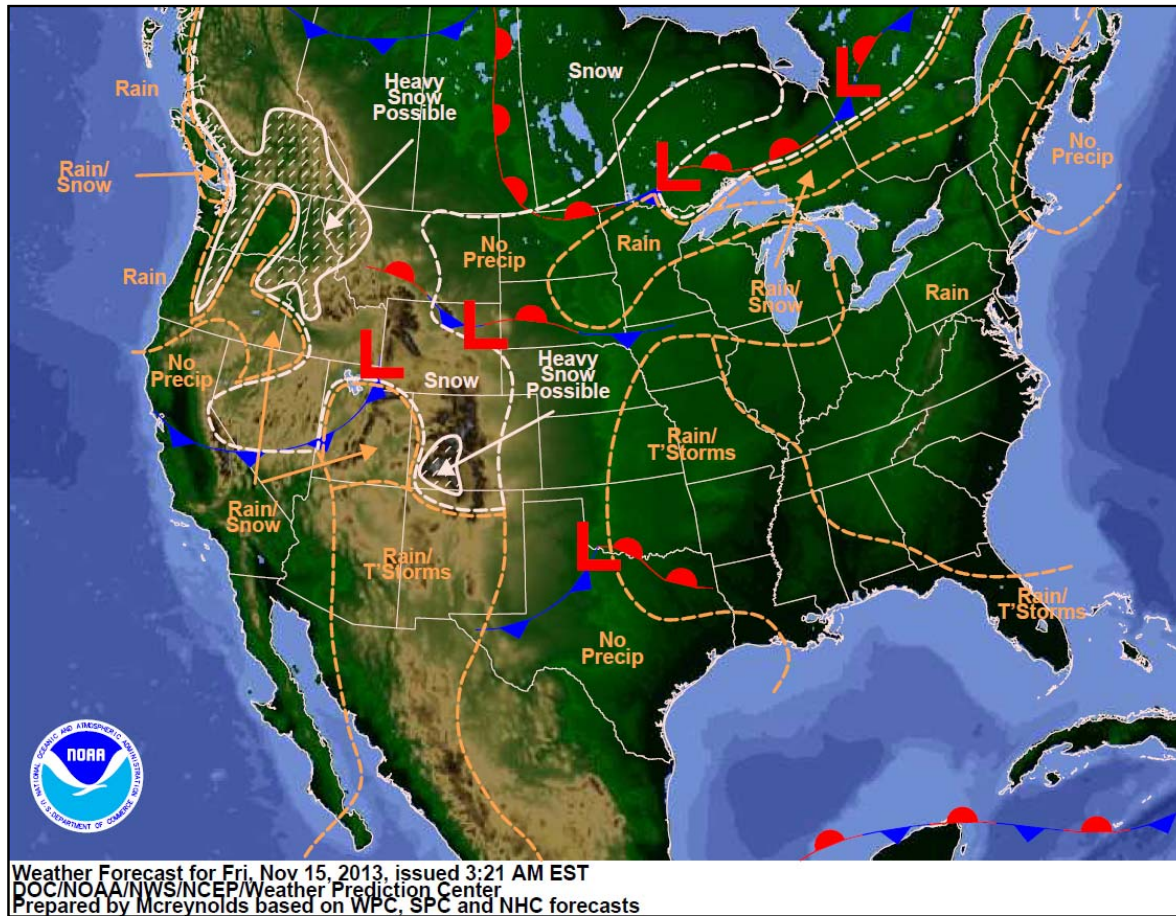 Rain
Heavy
Snow
Possible
Snow
L
No
Precip
Rain/
Snow
L
Rain
No
Precip
Rain
Rain/
Snow
Rain
L
L
No
Precip
Snow
Heavy
Snow
Possible
Rain/
T'Storms
Rain/
Snow
L
Rain/
T'Storms
Rain/
T'Storms
No
Precip
NATIONAL OCEANIC AND ATMOSPHERIC ADMINISTRATION
NOAA
U.S. DEPARTMENT OF COMMERCE
Weather Forecast for Fri, Nov 15, 2013, issued 3:21 AM EST
DOC/NOAA/NWS/NCEP/Weather Prediction Center
Prepared by Mcreynolds based on WPC, SPC and NHC forecasts